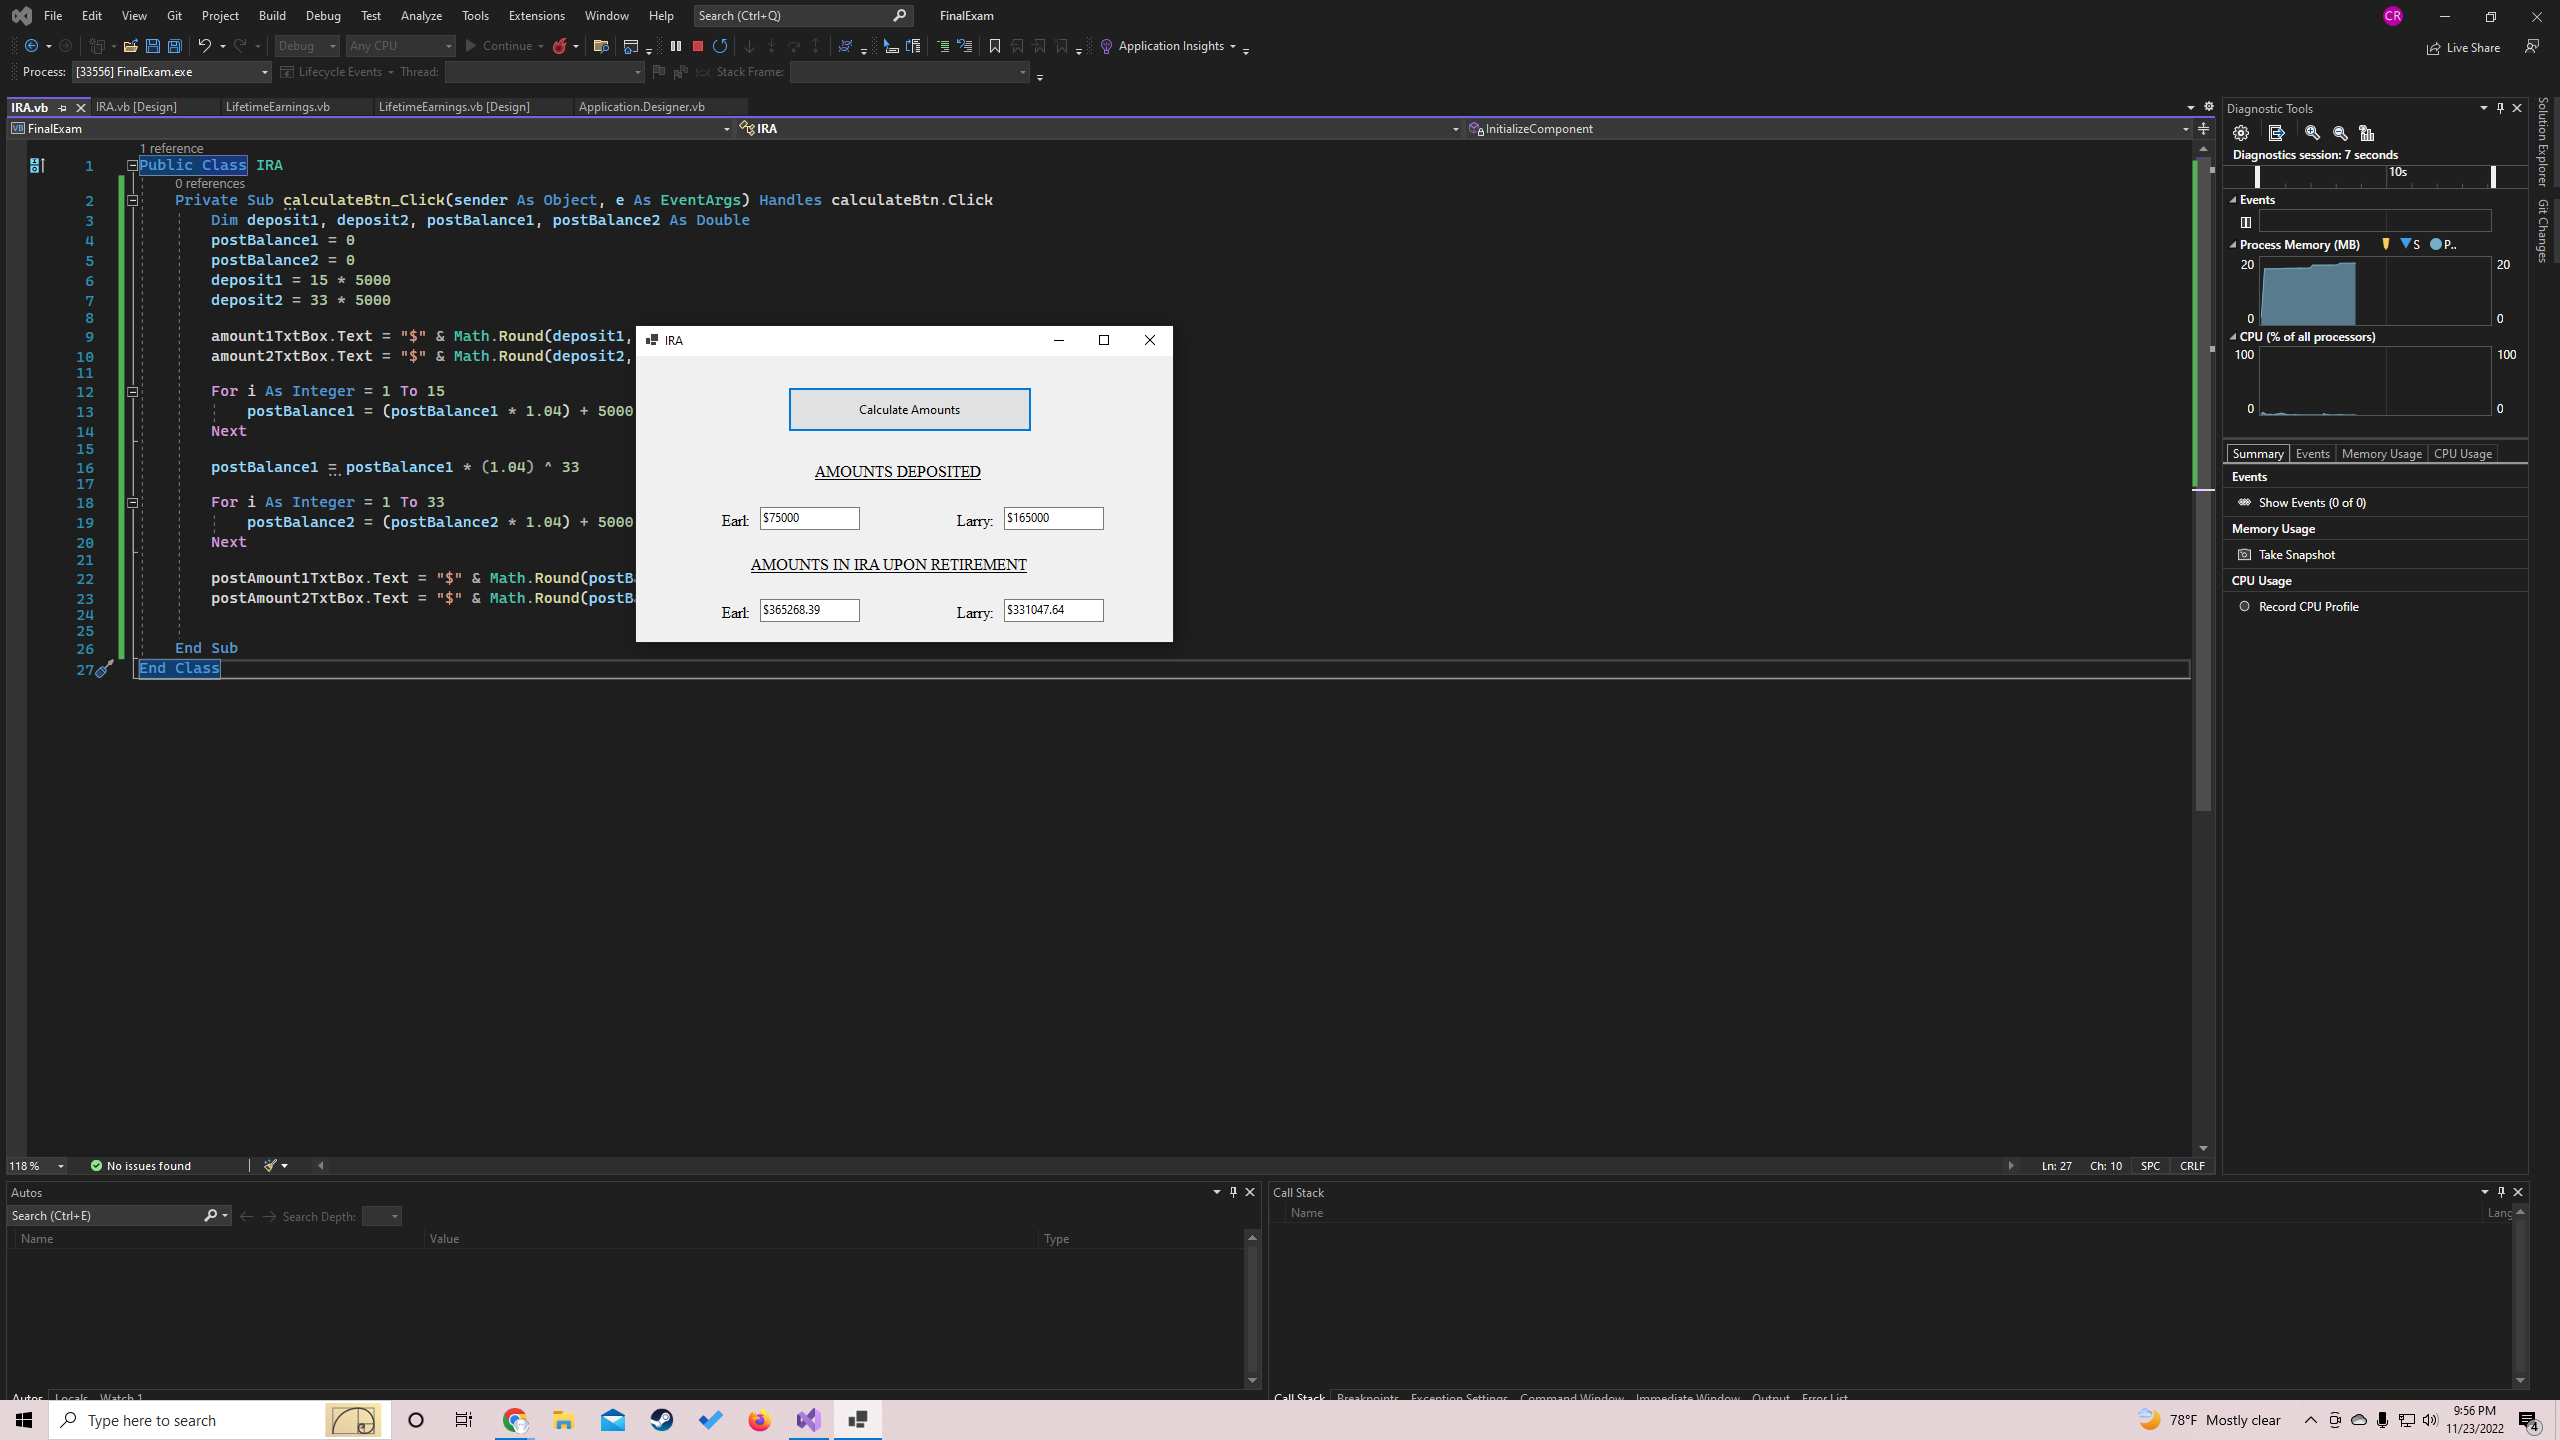 File Edit View Git Project Build Debug Test Analyze Tools Extensions Window Help Search (Ctrl+Q) FinalExam CR
Debug Any CPU Continue Application Insights Live Share
Process: [33556] FinalExam.exe Lifecycle Events Thread: Stack Frame:
IRA.vb IRA.vb [Design] LifetimeEarnings.vb LifetimeEarnings.vb [Design] Application.Designer.vb
VB FinalExam IRA InitializeComponent
1 reference
1 Public Class IRA
0 references
2 Private Sub calculateBtn_Click(sender As Object, e As EventArgs) Handles calculateBtn.Click
3 Dim deposit1, deposit2, postBalance1, postBalance2 As Double
4 postBalance1 = 0
5 postBalance2 = 0
6 deposit1 = 15 * 5000
7 deposit2 = 33 * 5000
8
9 amount1TxtBox.Text = "$" & Math.Round(deposit1,
10 amount2TxtBox.Text = "$" & Math.Round(deposit2,
11
12 For i As Integer = 1 To 15
13 postBalance1 = (postBalance1 * 1.04) + 5000
14 Next
15
16 postBalance1 = postBalance1 * (1.04) ^ 33
17
18 For i As Integer = 1 To 33
19 postBalance2 = (postBalance2 * 1.04) + 5000
20 Next
21
22 postAmount1TxtBox.Text = "$" & Math.Round(postBa
23 postAmount2TxtBox.Text = "$" & Math.Round(postBa
24
25
26 End Sub
27 End Class
IRA
Calculate Amounts
AMOUNTS DEPOSITED
Earl: $75000 Larry: $165000
AMOUNTS IN IRA UPON RETIREMENT
Earl: $365268.39 Larry: $331047.64
118 % No issues found Ln: 27 Ch: 10 SPC CRLF
Diagnostic Tools
Diagnostics session: 7 seconds
10s
Events
Process Memory (MB) S P..
20 20
0 0
CPU (% of all processors)
100 100
0 0
Summary Events Memory Usage CPU Usage
Events
Show Events (0 of 0)
Memory Usage
Take Snapshot
CPU Usage
Record CPU Profile
Solution Explorer
Git Changes
Autos
Search (Ctrl+E) Search Depth:
Name Value Type
Autos Locals Watch 1
Call Stack
Name Lang
Call Stack Breakpoints Exception Settings Command Window Immediate Window Output Error List
Type here to search
78°F Mostly clear
9:56 PM
11/23/2022
4